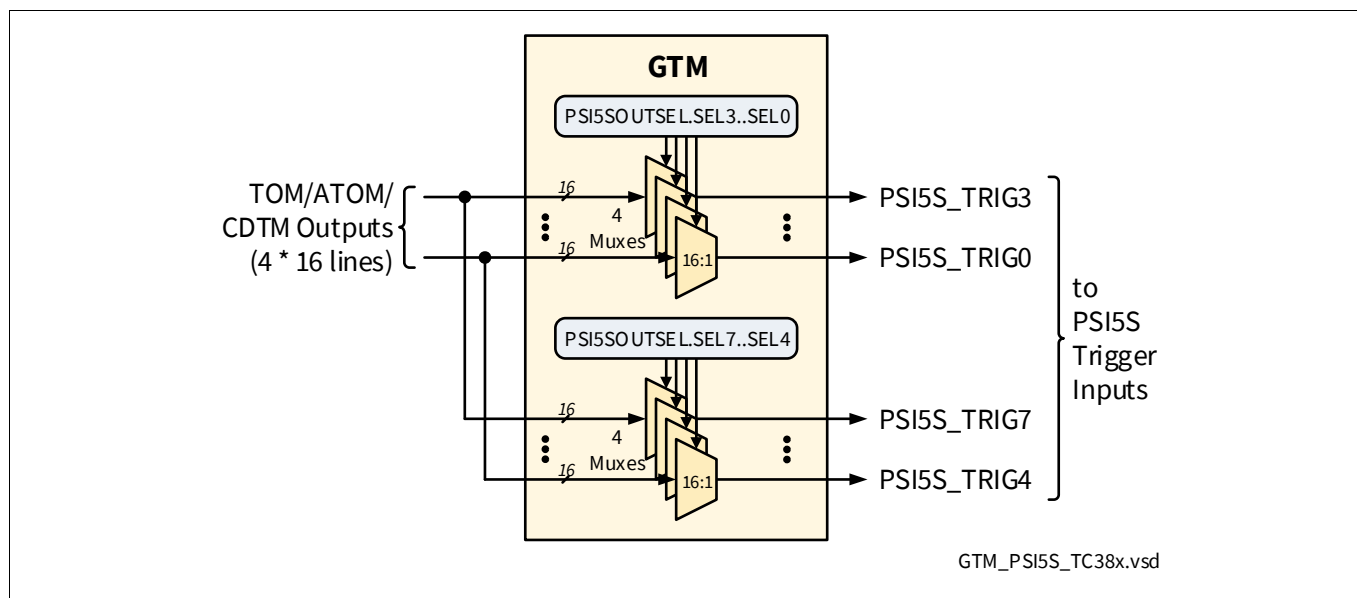 GTM
PSI5SOUTSEL.SEL3..SEL0
TOM/ATOM/
CDTM Outputs
(4 * 16 lines)
16
4
Muxes
16
16:1
PSI5S_TRIG3
PSI5S_TRIG0
PSI5SOUTSEL.SEL7..SEL4
16
4
Muxes
16
16:1
PSI5S_TRIG7
PSI5S_TRIG4
to
PSI5S
Trigger
Inputs
GTM_PSI5S_TC38x.vsd